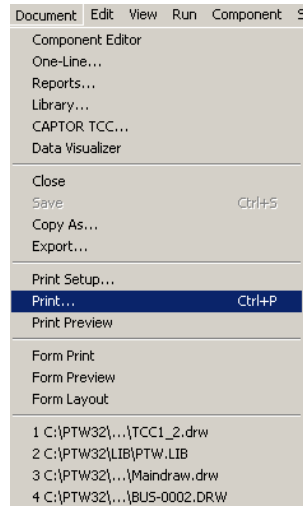 Document Edit View Run Component S
Component Editor
One-Line...
Reports...
Library...
CAPTOR TCC...
Data Visualizer
Close
Save Ctrl+S
Copy As...
Export...
Print Setup...
Print... Ctrl+P
Print Preview
Form Print
Form Preview
Form Layout
1 C:\PTW32\...\TCC1_2.drw
2 C:\PTW32\LIB\PTW.LIB
3 C:\PTW32\...\Maindraw.drw
4 C:\PTW32\...\BUS-0002.DRW